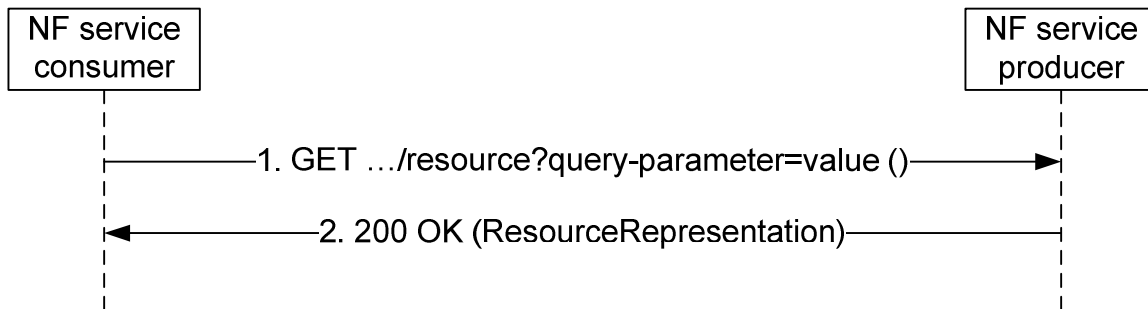 NF service
consumer
NF service
producer
1. GET …/resource?query-parameter=value ()
2. 200 OK (ResourceRepresentation)